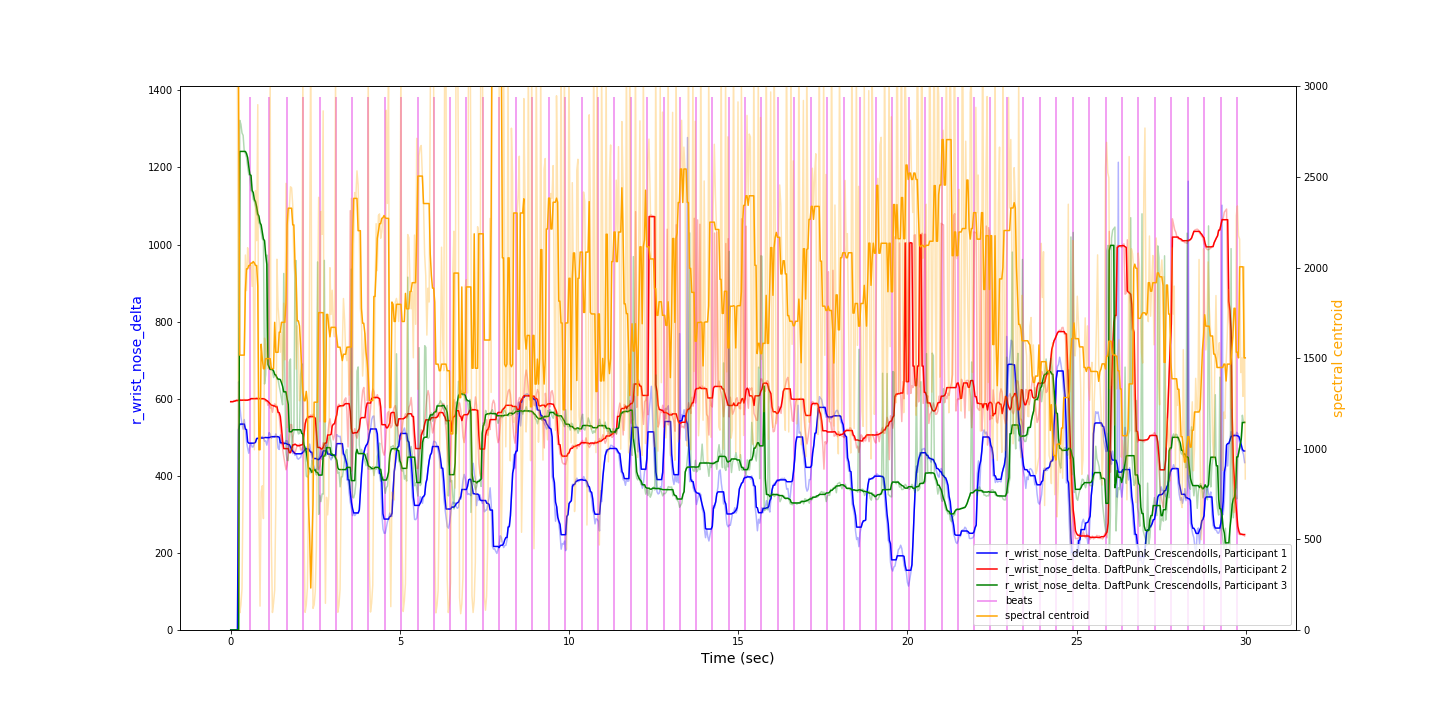 1400
1200
1000
800
600
400
200
0
r_wrist_nose_delta
3000
2500
2000
1500
1000
500
0
spectral centroid
r_wrist_nose_delta. DaftPunk_Crescendolls, Participant 1
r_wrist_nose_delta. DaftPunk_Crescendolls, Participant 2
r_wrist_nose_delta. DaftPunk_Crescendolls, Participant 3
beats
spectral centroid
0 5 10 15 20 25 30
Time (sec)